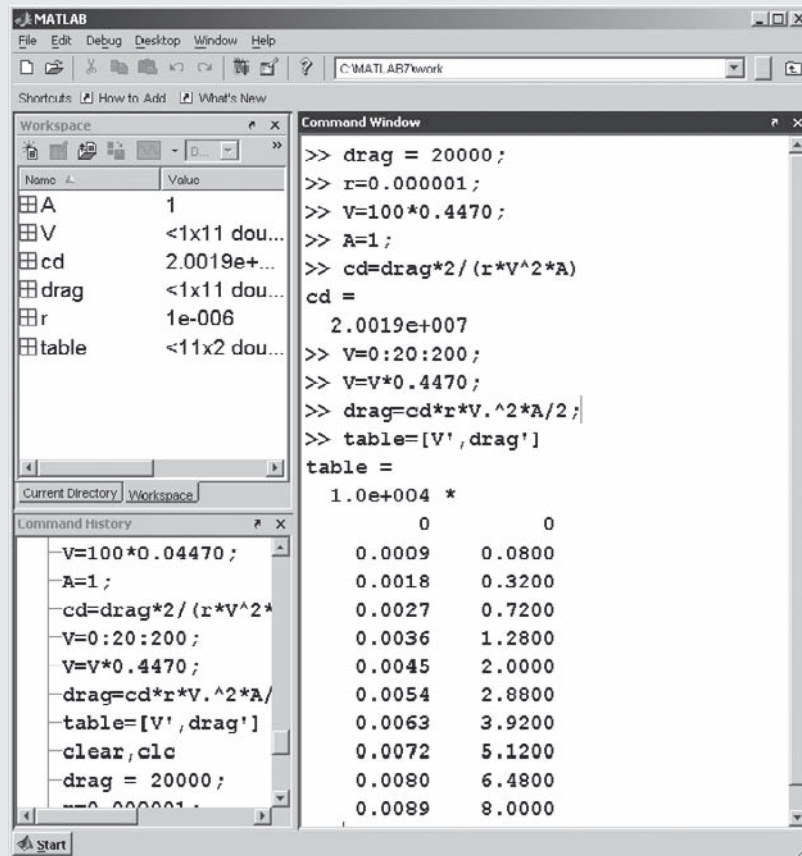 MATLAB
File Edit Debug Desktop Window Help
C:\MATLAB7\work
Shortcuts How to Add What's New
Workspace
D...
Name Value
A 1
V <1x11 dou...
cd 2.0019e+...
drag <1x11 dou...
r 1e-006
table <11x2 dou...
Current Directory Workspace
Command History
V=100*0.04470;
A=1;
cd=drag*2/(r*V^2*
V=0:20:200;
V=V*0.4470;
drag=cd*r*V.^2*A/
table=[V',drag']
clear,clc
drag = 20000;
r=0.000001;
Command Window
>> drag = 20000;
>> r=0.000001;
>> V=100*0.4470;
>> A=1;
>> cd=drag*2/(r*V^2*A)
cd =
2.0019e+007
>> V=0:20:200;
>> V=V*0.4470;
>> drag=cd*r*V.^2*A/2;
>> table=[V',drag']
table =
1.0e+004 *
0 0
0.0009 0.0800
0.0018 0.3200
0.0027 0.7200
0.0036 1.2800
0.0045 2.0000
0.0054 2.8800
0.0063 3.9200
0.0072 5.1200
0.0080 6.4800
0.0089 8.0000
Start